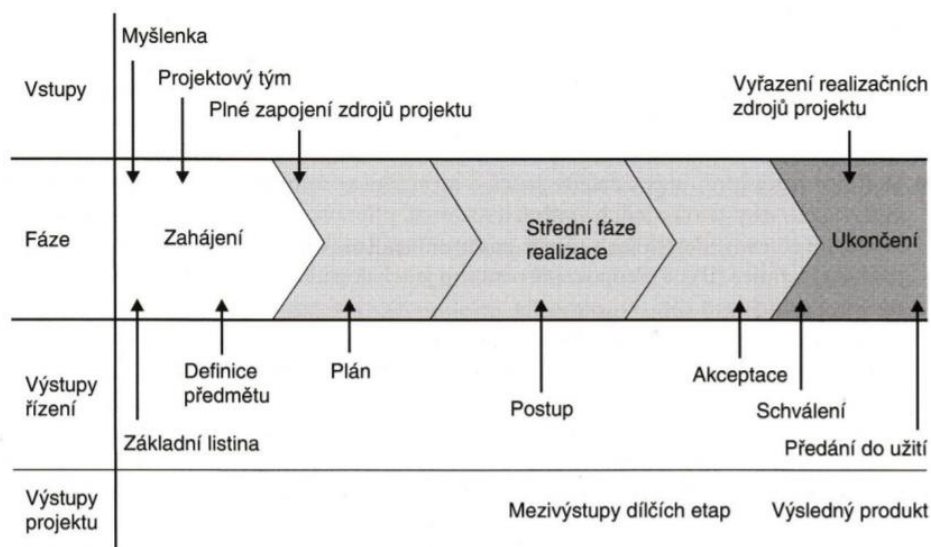 Myšlenka
Projektový tým
Vstupy
Plné zapojení zdrojů projektu
Vyřazení realizačních
zdrojů projektu
Fáze
Zahájení
Střední fáze
realizace
Ukončení
Výstupy
řízení
Definice
předmětu
Plán
Akceptace
Postup
Schválení
Základní listina
Předání do užití
Výstupy
projektu
Mezivýstupy dílčích etap
Výsledný produkt